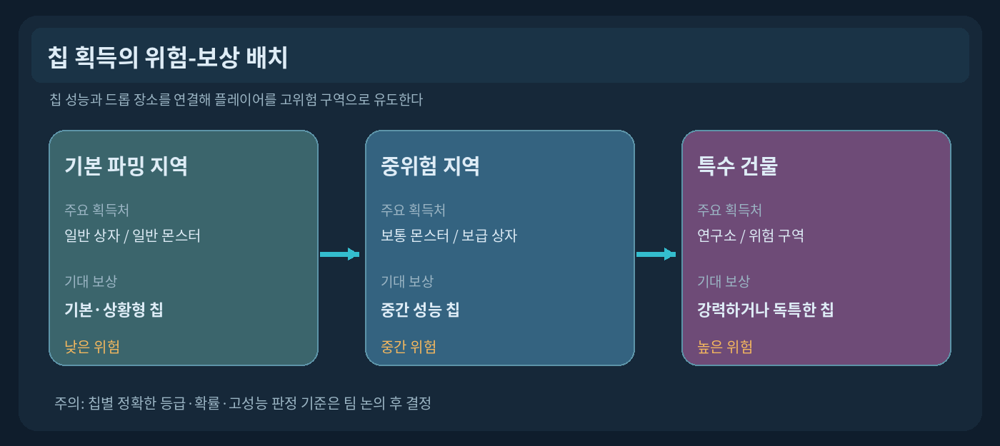 칩 획득의 위험-보상 배치
칩 성능과 드롭 장소를 연결해 플레이어를 고위험 구역으로 유도한다
기본 파밍 지역
주요 획득처
일반 상자 / 일반 몬스터
기대 보상
기본·상황형 칩
낮은 위험
중위험 지역
주요 획득처
보통 몬스터 / 보급 상자
기대 보상
중간 성능 칩
중간 위험
특수 건물
주요 획득처
연구소 / 위험 구역
기대 보상
강력하거나 독특한 칩
높은 위험
주의: 칩별 정확한 등급·확률·고성능 판정 기준은 팀 논의 후 결정